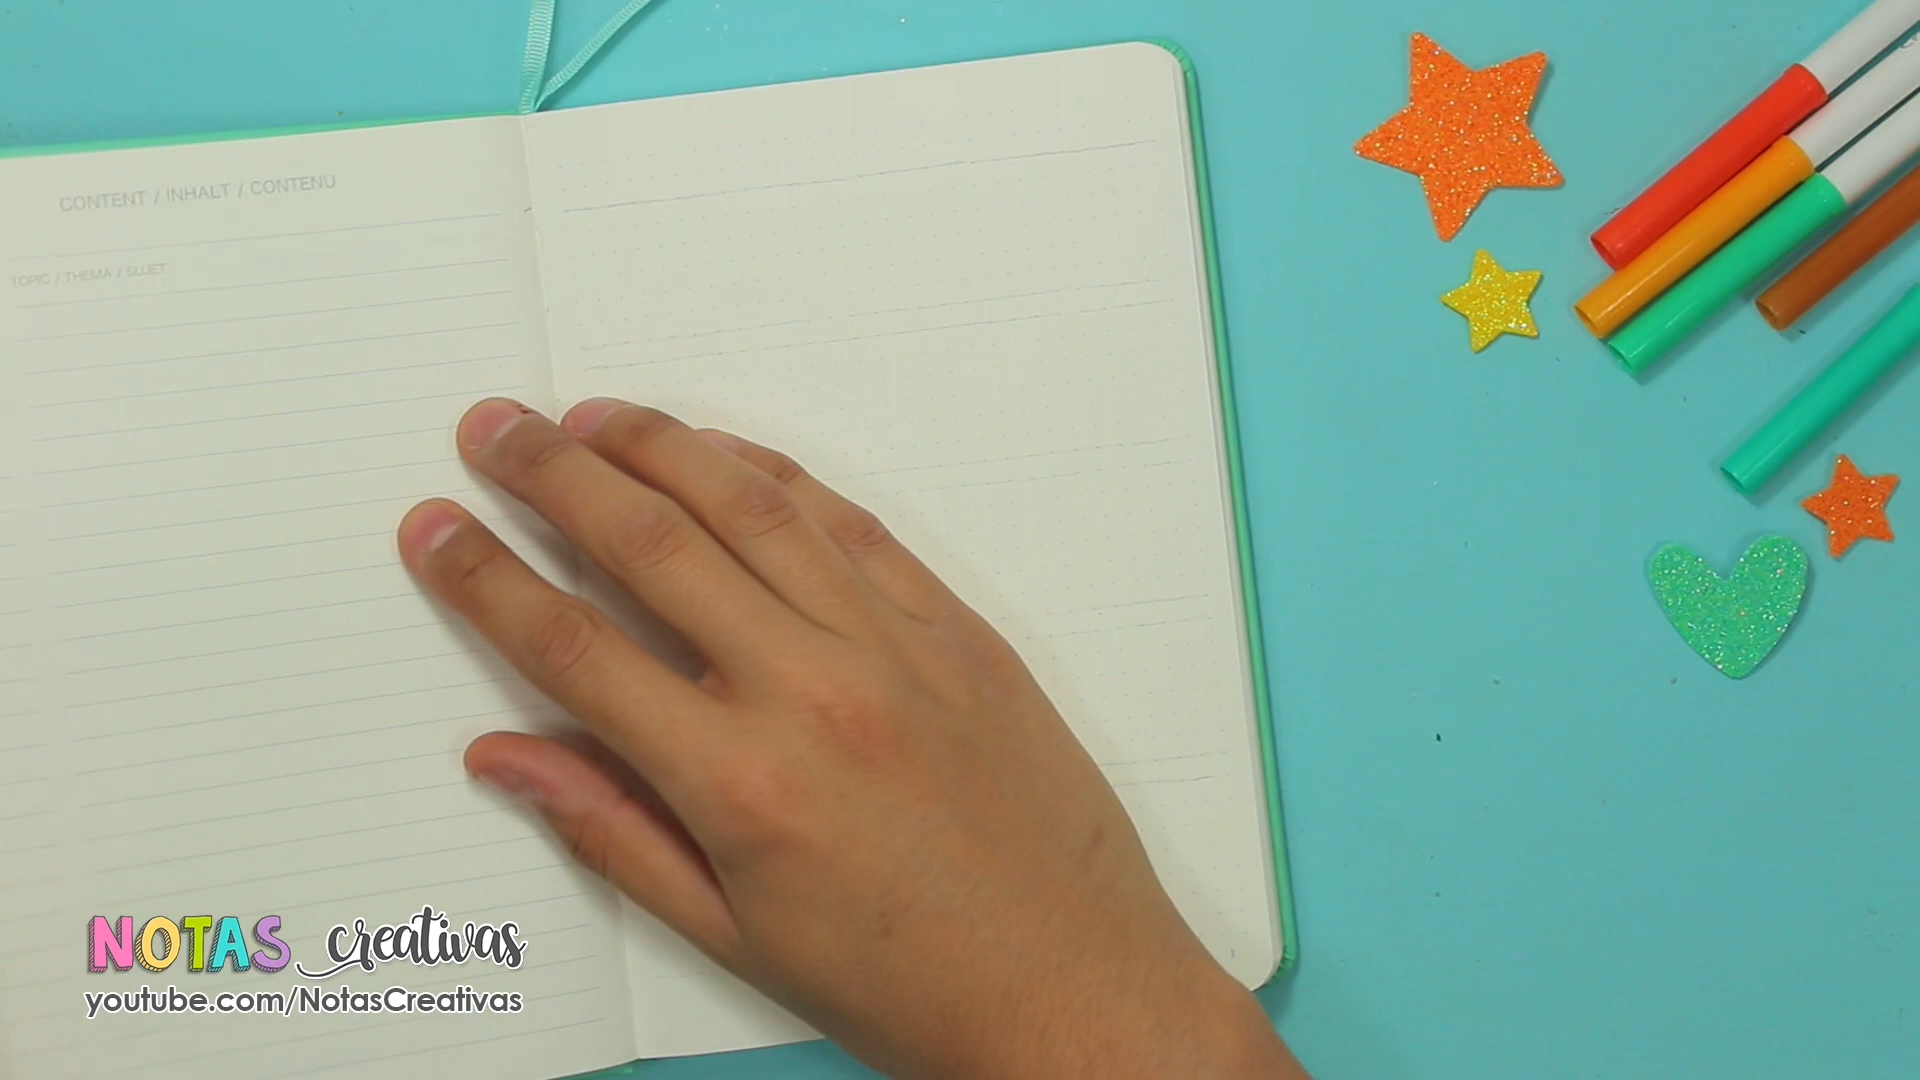 CONTENT / INHALT / CONTENU
TOPIC / THEMA / SUJET
NOTAS creativas
youtube.com/NotasCreativas